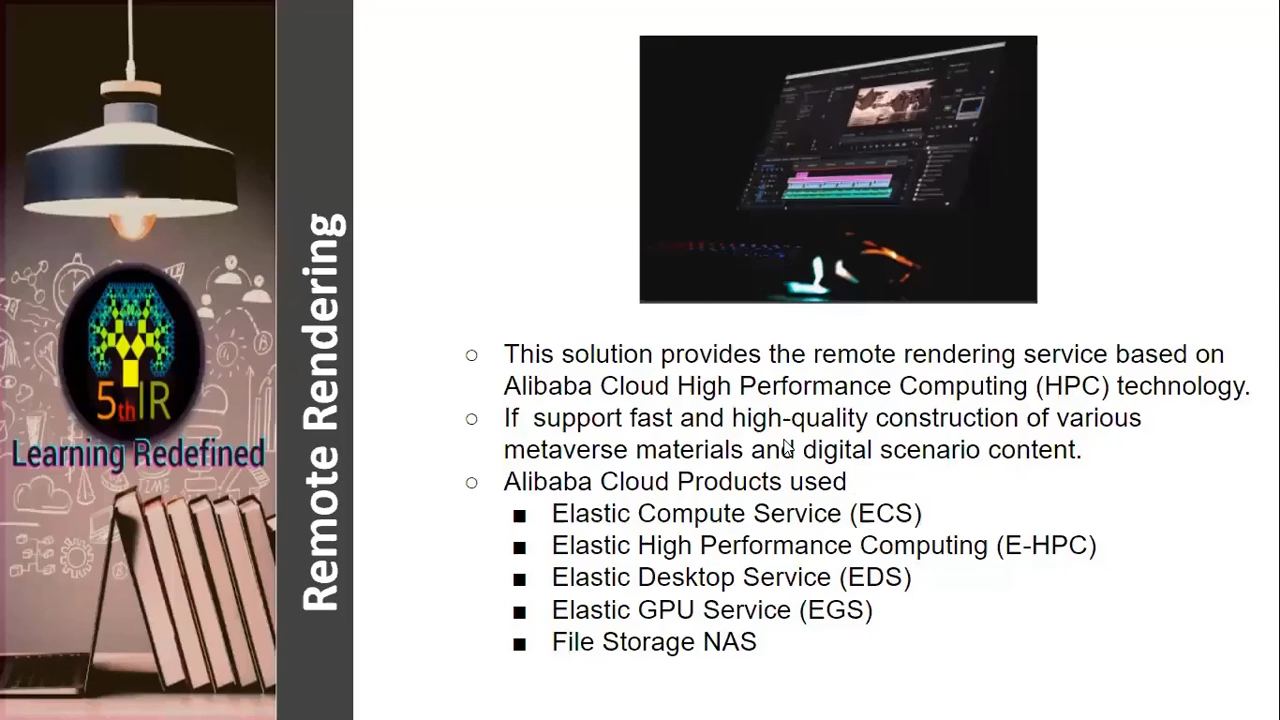 5thIR
Learning Redefined
Remote Rendering
○ This solution provides the remote rendering service based on
Alibaba Cloud High Performance Computing (HPC) technology.
○ If support fast and high-quality construction of various
metaverse materials and digital scenario content.
○ Alibaba Cloud Products used
■ Elastic Compute Service (ECS)
■ Elastic High Performance Computing (E-HPC)
■ Elastic Desktop Service (EDS)
■ Elastic GPU Service (EGS)
■ File Storage NAS